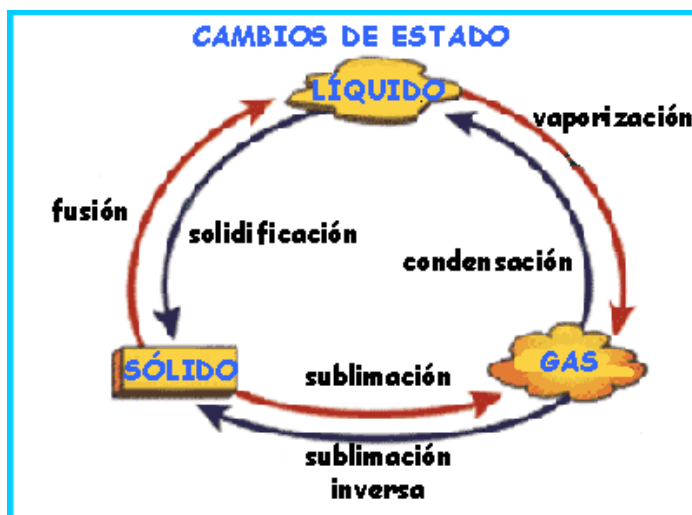 CAMBIOS DE ESTADO
LÍQUIDO
vaporización
fusión
solidificación
condensación
SÓLIDO
GAS
sublimación
sublimación
inversa